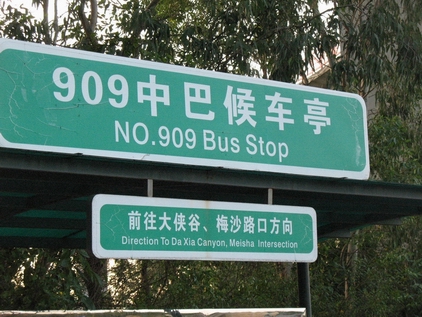 909中巴候车亭
NO.909 Bus Stop
前往大侠谷、梅沙路口方向
Direction To Da Xia Canyon, Meisha Intersection